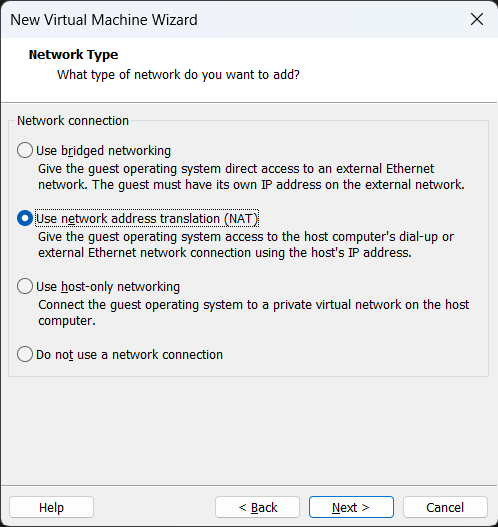 New Virtual Machine Wizard
Network Type
What type of network do you want to add?
Network connection
Use bridged networking
Give the guest operating system direct access to an external Ethernet
network. The guest must have its own IP address on the external network.
Use network address translation (NAT)
Give the guest operating system access to the host computer's dial-up or
external Ethernet network connection using the host's IP address.
Use host-only networking
Connect the guest operating system to a private virtual network on the host
computer.
Do not use a network connection
Help
< Back
Next >
Cancel